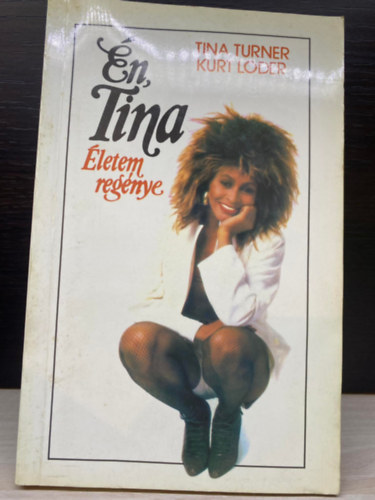 TINA TURNER
KURT LODER
Én,
Tina
Életem
regénye